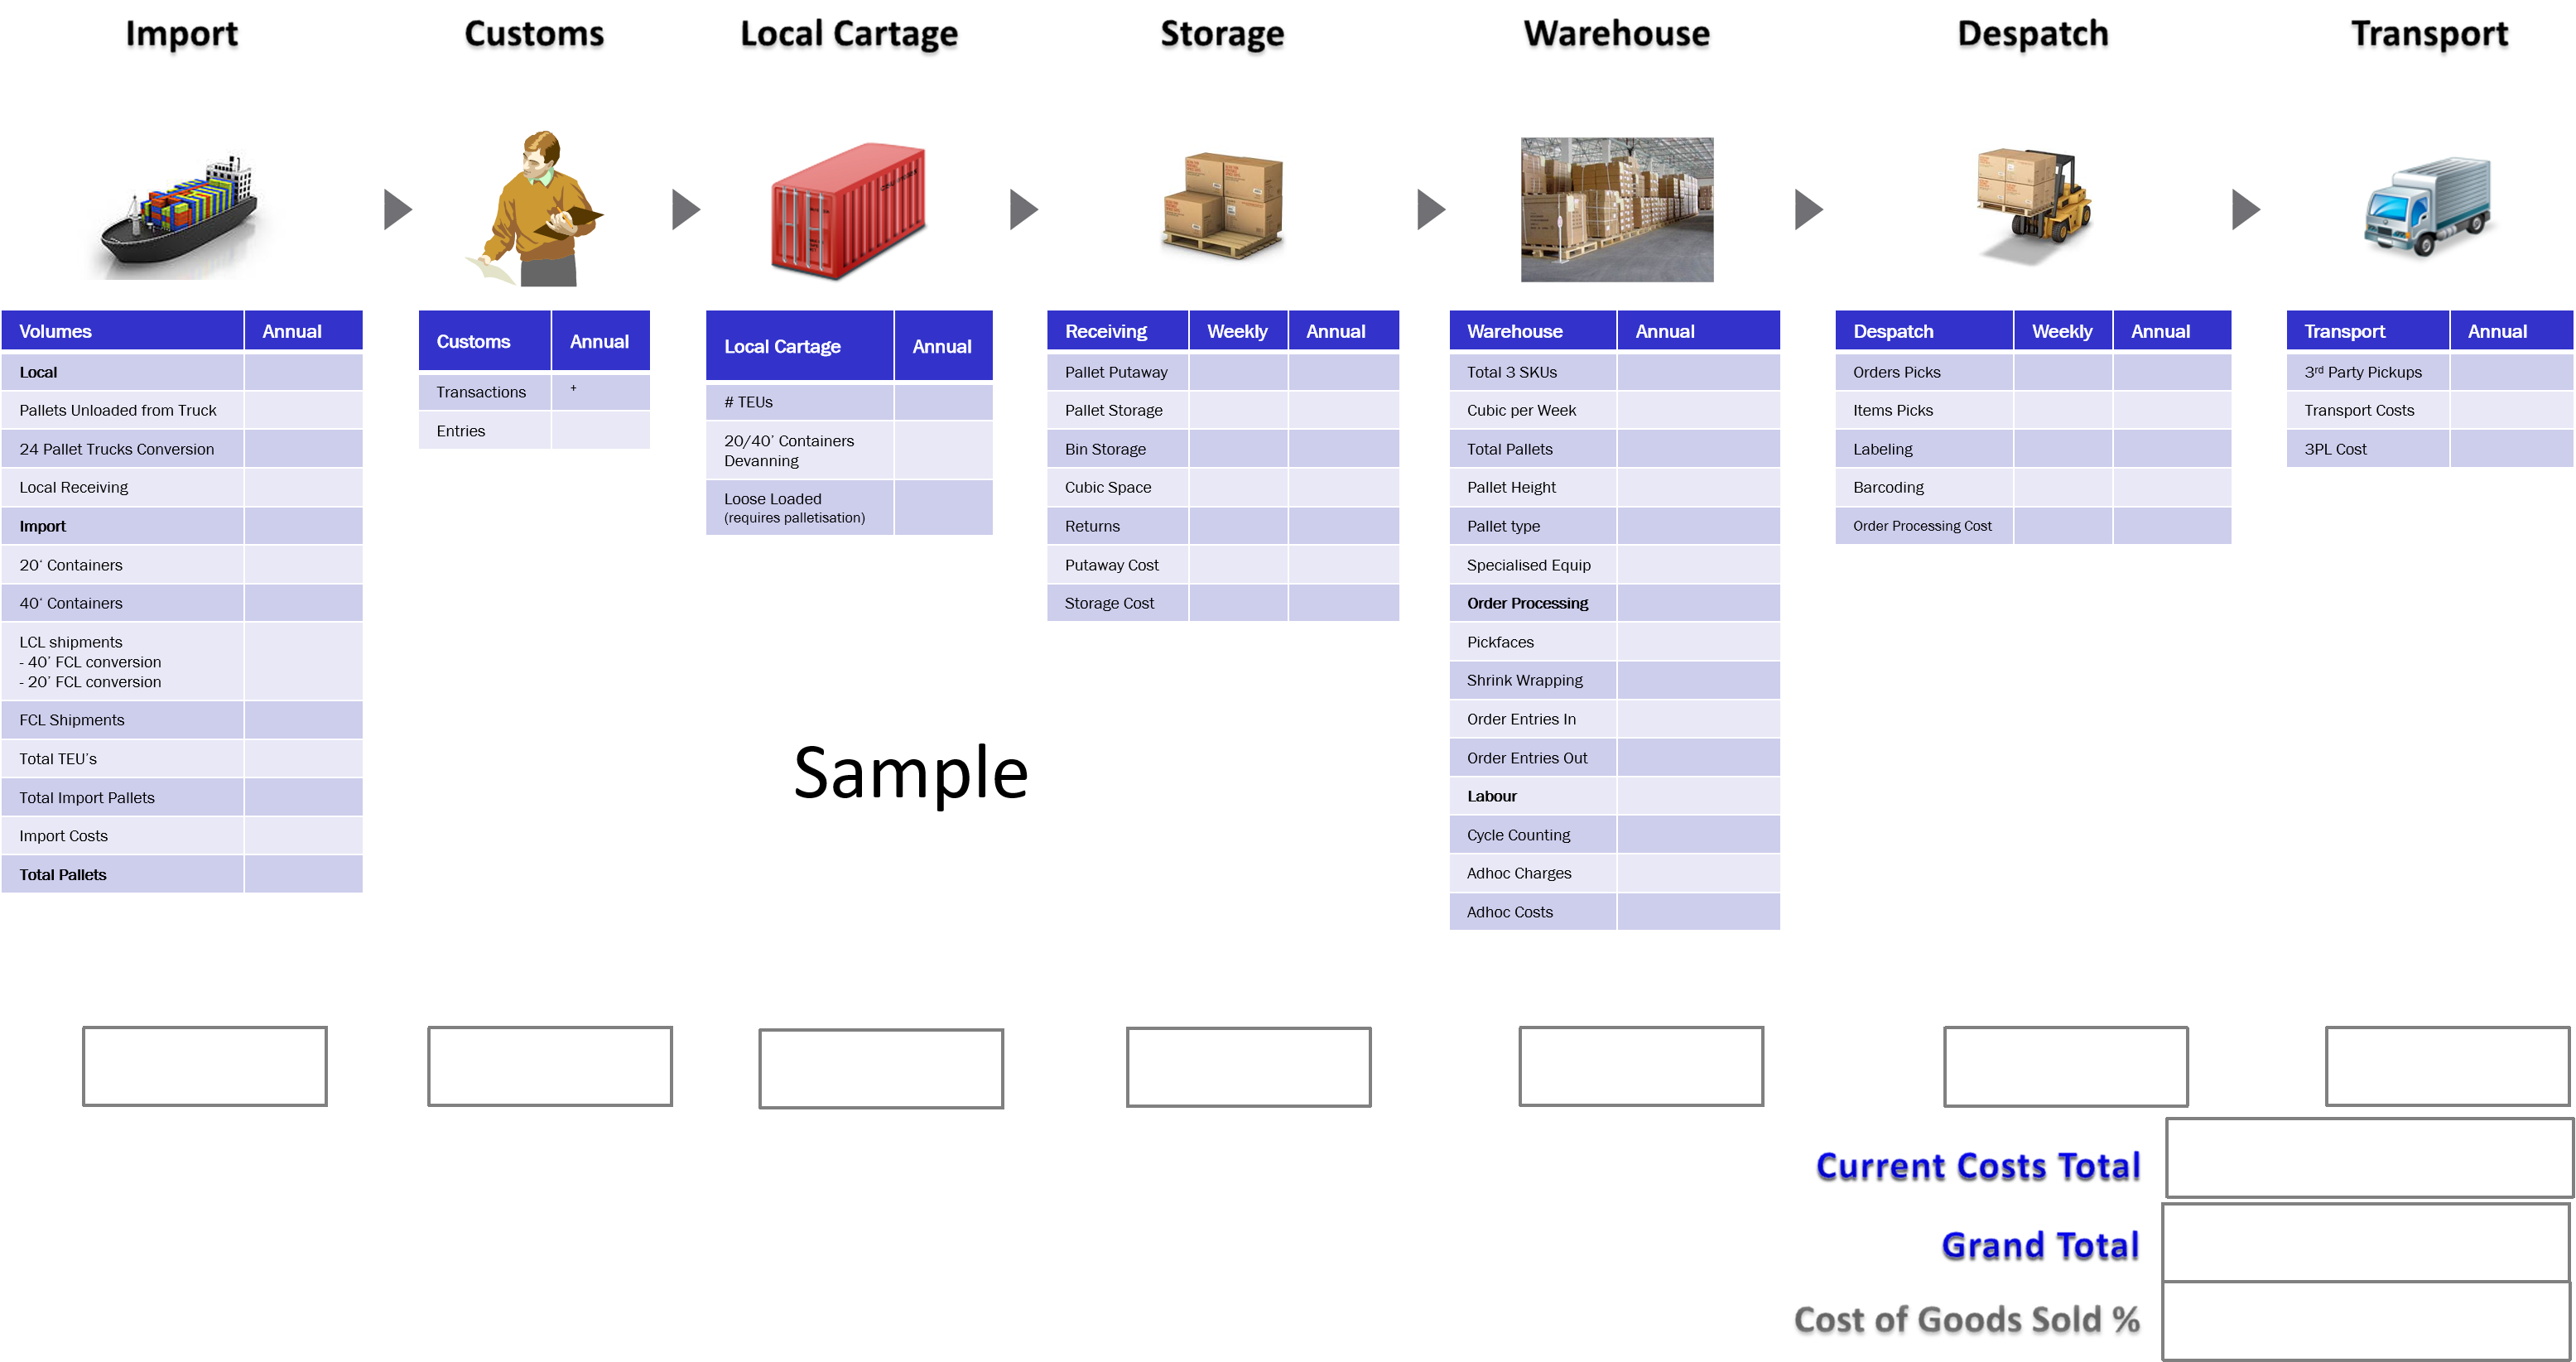 Import
Customs
Local Cartage
Storage
Warehouse
Despatch
Transport
Volumes Annual
Local
Pallets Unloaded from Truck
24 Pallet Trucks Conversion
Local Receiving
Import
20' Containers
40' Containers
LCL shipments
- 40' FCL conversion
- 20' FCL conversion
FCL Shipments
Total TEU's
Total Import Pallets
Import Costs
Total Pallets
Customs Annual
Transactions +
Entries
Local Cartage Annual
# TEUs
20/40' Containers
Devanning
Loose Loaded
(requires palletisation)
Receiving Weekly Annual
Pallet Putaway
Pallet Storage
Bin Storage
Cubic Space
Returns
Putaway Cost
Storage Cost
Warehouse Annual
Total 3 SKUs
Cubic per Week
Total Pallets
Pallet Height
Pallet type
Specialised Equip
Order Processing
Pickfaces
Shrink Wrapping
Order Entries In
Order Entries Out
Labour
Cycle Counting
Adhoc Charges
Adhoc Costs
Despatch Weekly Annual
Orders Picks
Items Picks
Labeling
Barcoding
Order Processing Cost
Transport Annual
3rd Party Pickups
Transport Costs
3PL Cost
Sample
Current Costs Total
Grand Total
Cost of Goods Sold %